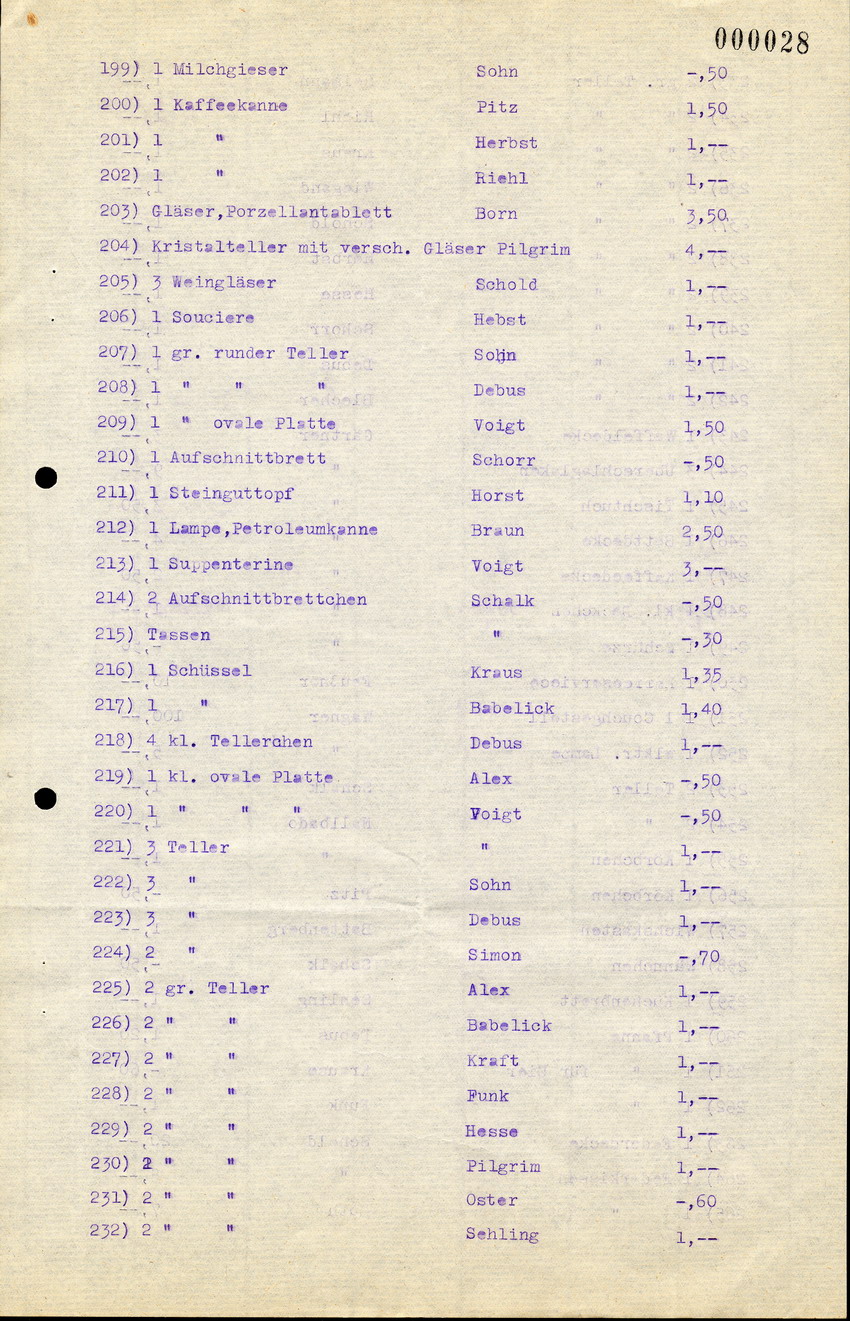 000028
199) 1 Milchgieser Sohn -,50
200) 1 Kaffeekanne Pitz 1,50
201) 1 " Herbst 1,--
202) 1 " Riehl 1,--
203) Gläser,Porzellantablett Born 3,50
204) Kristalteller mit versch. Gläser Pilgrim 4,--
205) 3 Weingläser Schold 1,--
206) 1 Souciere Hebst 1,--
207) 1 gr. runder Teller Sohn 1,--
208) 1 " " " Debus 1,--
209) 1 " ovale Platte Voigt 1,50
210) 1 Aufschnittbrett Schorr -,50
211) 1 Steinguttopf Horst 1,10
212) 1 Lampe,Petroleumkanne Braun 2,50
213) 1 Suppenterine Voigt 3,--
214) 2 Aufschnittbrettchen Schalk -,50
215) Tassen " -,30
216) 1 Schüssel Kraus 1,35
217) 1 " Babelick 1,40
218) 4 kl. Tellerchen Debus 1,--
219) 1 kl. ovale Platte Alex -,50
220) 1 " " " Voigt -,50
221) 3 Teller " 1,--
222) 3 " Sohn 1,--
223) 3 " Debus 1,--
224) 2 " Simon -,70
225) 2 gr. Teller Alex 1,--
226) 2 " " Babelick 1,--
227) 2 " " Kraft 1,--
228) 2 " " Funk 1,--
229) 2 " " Hesse 1,--
230) 2 " " Pilgrim 1,--
231) 2 " " Oster -,60
232) 2 " " Sehling 1,--